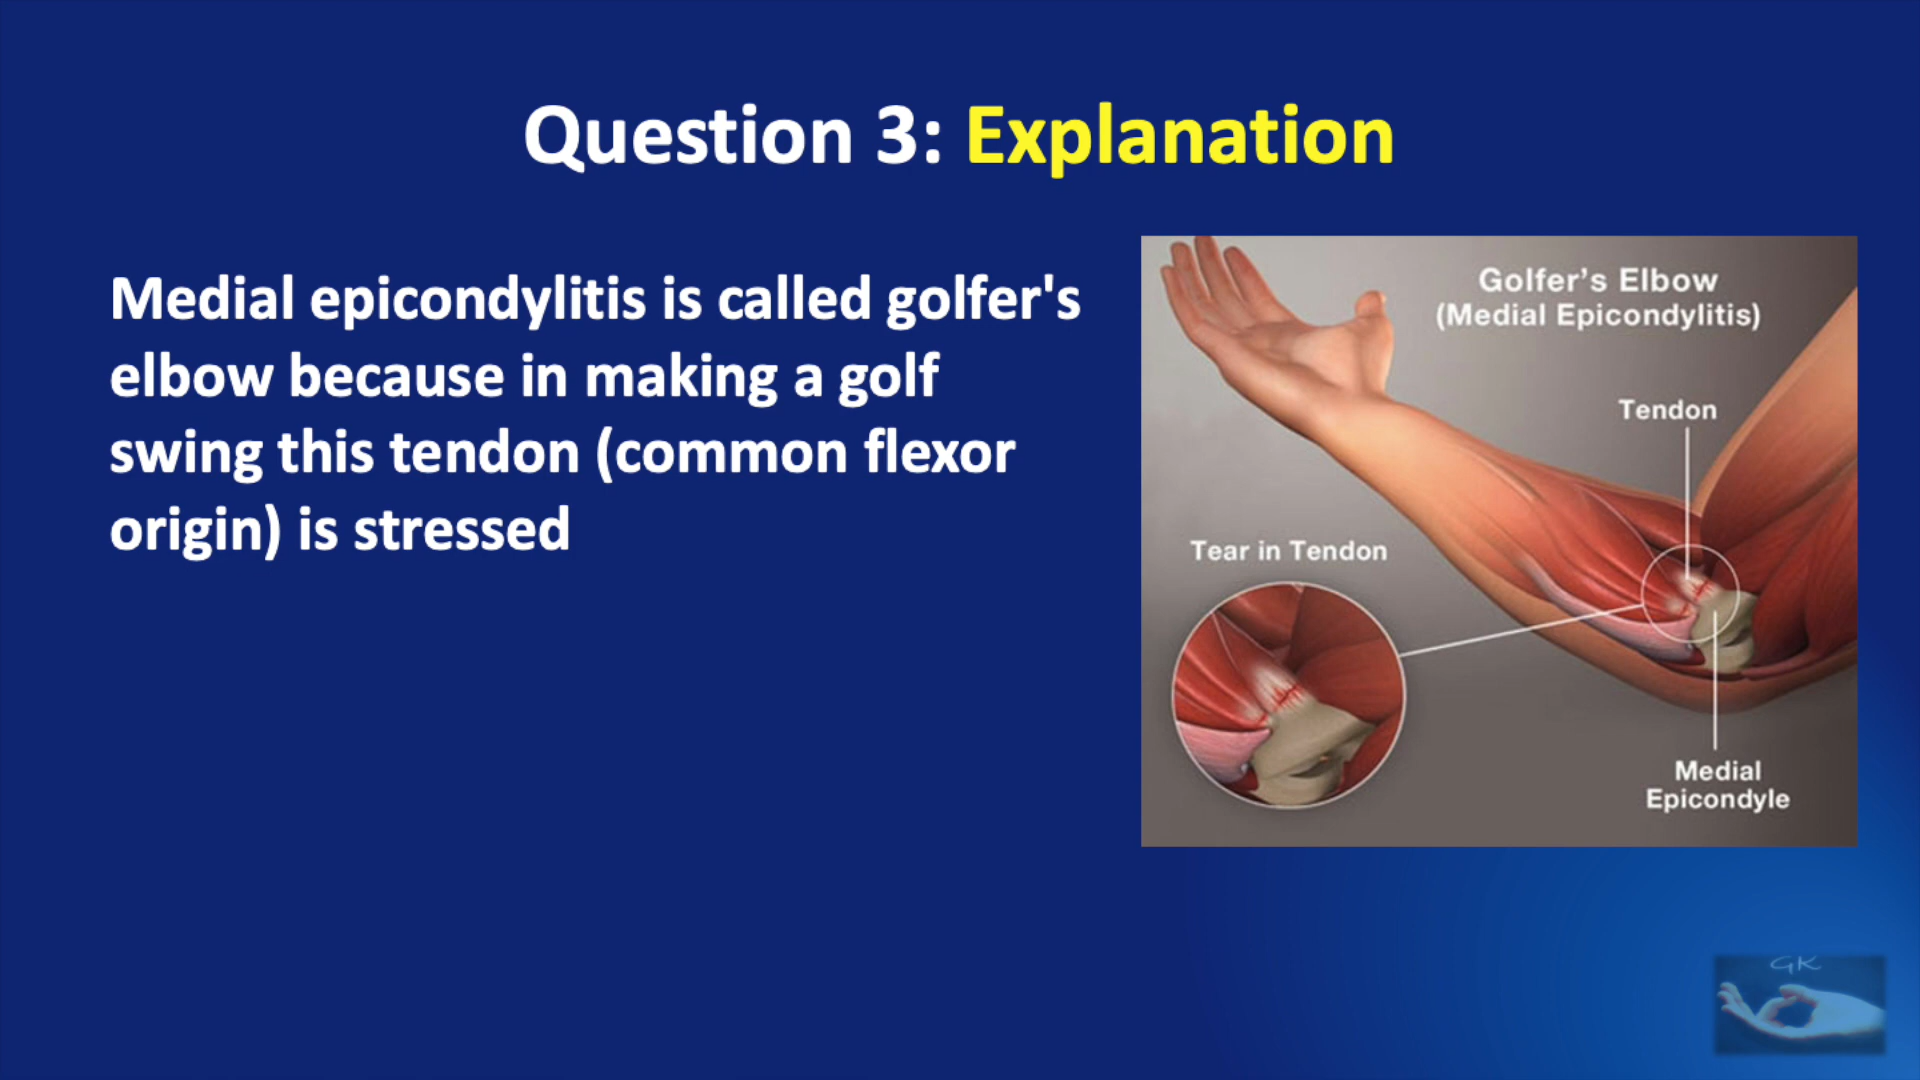 Question 3: Explanation
Medial epicondylitis is called golfer's
elbow because in making a golf
swing this tendon (common flexor
origin) is stressed
Golfer's Elbow
(Medial Epicondylitis)
Tendon
Tear in Tendon
Medial
Epicondyle
GK